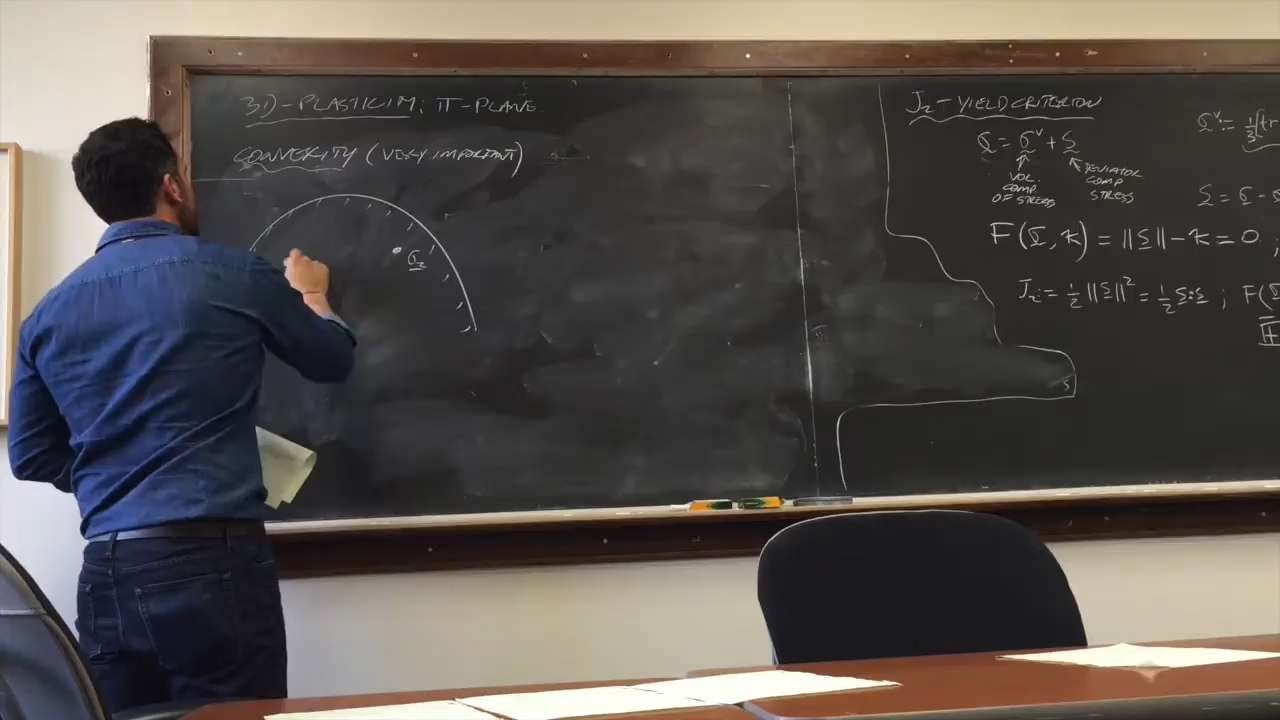 3D-PLASTICITY: π-PLANE.
CONVEXITY (VERY IMPORTANT)
σ₂
J₂-YIELD CRITERION
σ = σᵛ + S
VOL. COMP. OF STRESS
DEVIATOR COMP STRESS
F(σ, K) = ||S|| - K = 0 ;
J₂ := ½ ||S||² = ½ S:S ; F(σ
σᵛ := ⅓(tr
S = σ -